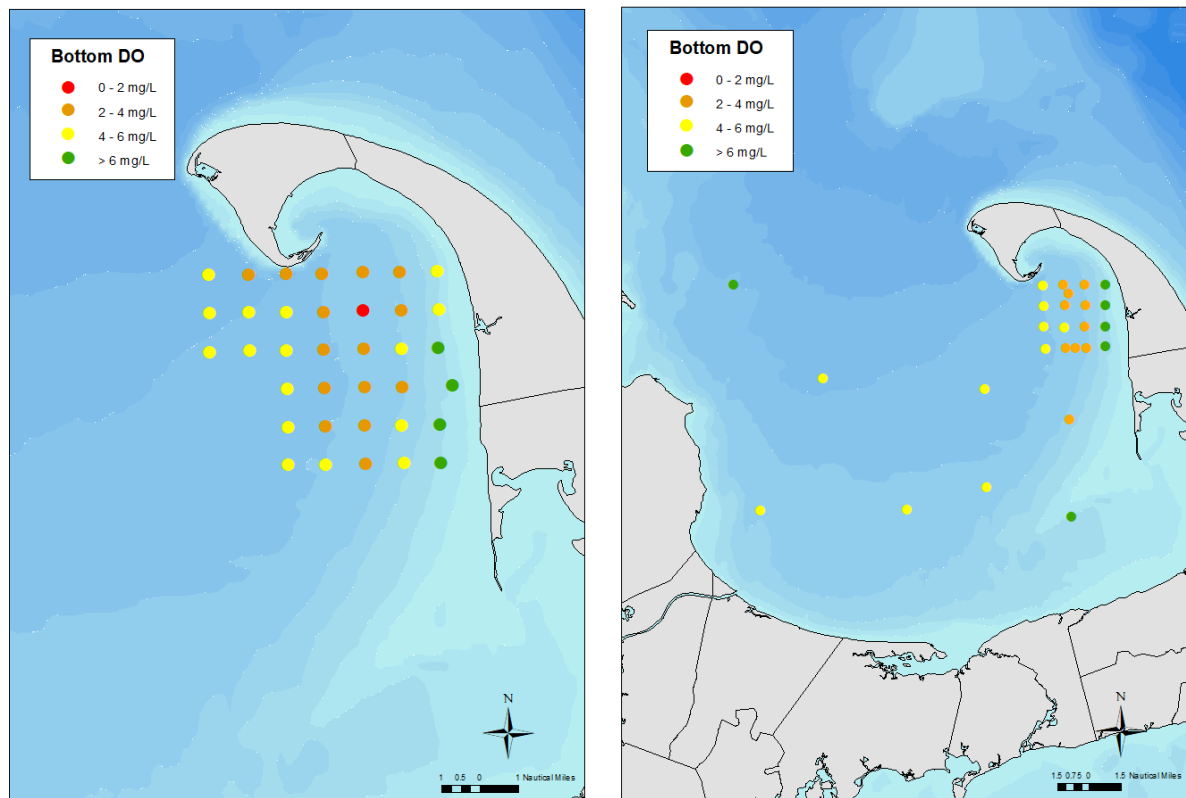 Bottom DO
0 - 2 mg/L
2 - 4 mg/L
4 - 6 mg/L
> 6 mg/L
N
1 0.5 0 1 Nautical Miles
Bottom DO
0 - 2 mg/L
2 - 4 mg/L
4 - 6 mg/L
> 6 mg/L
N
1.5 0.75 0 1.5 Nautical Miles